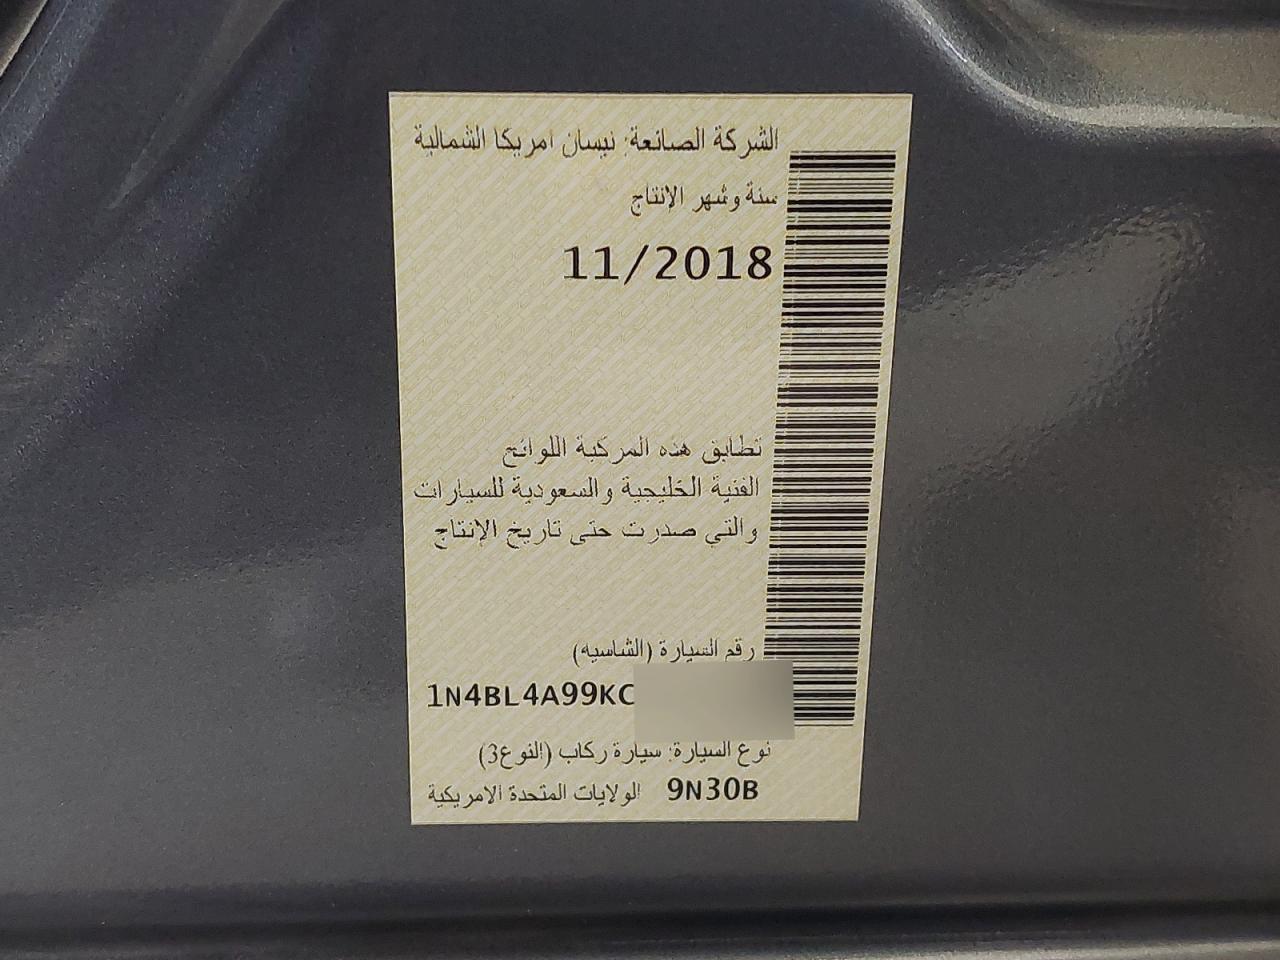 الشركة الصانعة: نيسان امريكا الشمالية
سنة وشهر الإنتاج
11/2018
تطابق هذه المركبة اللوائح
الفنية الخليجية والسعودية للسيارات
والتي صدرت حتى تاريخ الإنتاج
رقم السيارة (الشاسيه)
1N4BL4A99KC
نوع السيارة: سيارة ركاب (النوع3)
9N30B الولايات المتحدة الامريكية